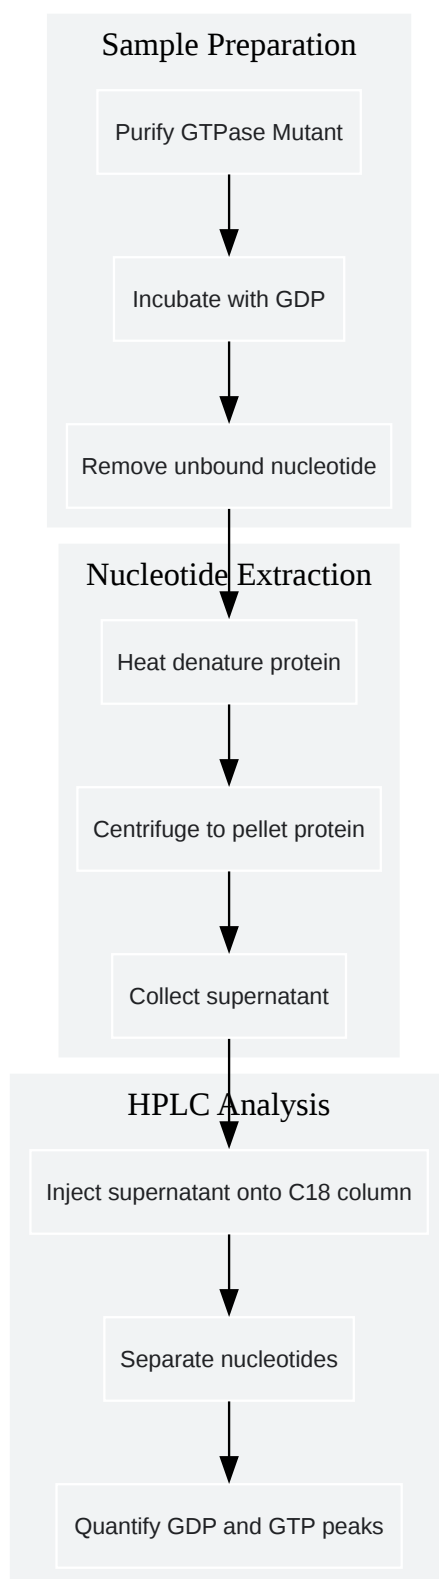 Sample Preparation
Purify GTPase Mutant
Incubate with GDP
Remove unbound nucleotide
Nucleotide Extraction
Heat denature protein
Centrifuge to pellet protein
Collect supernatant
HPLC Analysis
Inject supernatant onto C18 column
Separate nucleotides
Quantify GDP and GTP peaks